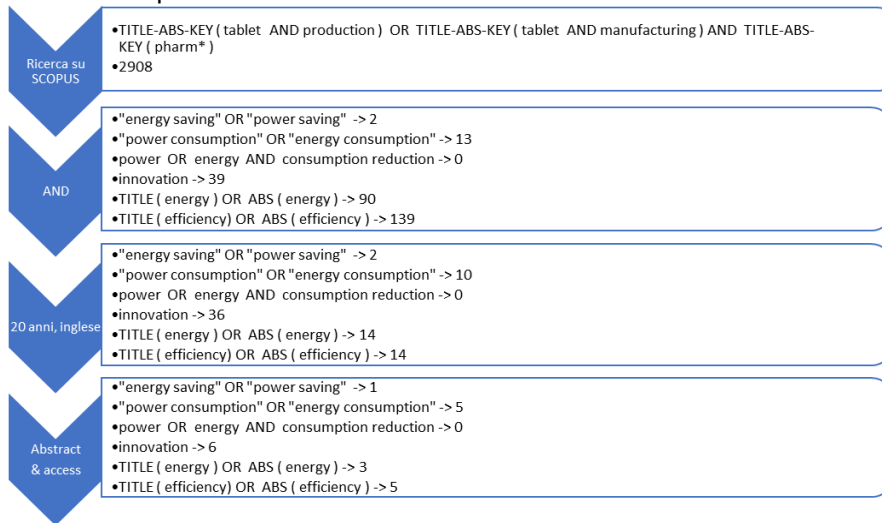 Ricerca su
SCOPUS
•TITLE-ABS-KEY ( tablet AND production ) OR TITLE-ABS-KEY ( tablet AND manufacturing ) AND TITLE-ABS-
KEY ( pharm* )
•2908
AND
•"energy saving" OR "power saving" -> 2
•"power consumption" OR "energy consumption" -> 13
•power OR energy AND consumption reduction -> 0
•innovation -> 39
•TITLE ( energy ) OR ABS ( energy ) -> 90
•TITLE ( efficiency) OR ABS ( efficiency ) -> 139
20 anni, inglese
•"energy saving" OR "power saving" -> 2
•"power consumption" OR "energy consumption" -> 10
•power OR energy AND consumption reduction -> 0
•innovation -> 36
•TITLE ( energy ) OR ABS ( energy ) -> 14
•TITLE ( efficiency) OR ABS ( efficiency ) -> 14
Abstract
& access
•"energy saving" OR "power saving" -> 1
•"power consumption" OR "energy consumption" -> 5
•power OR energy AND consumption reduction -> 0
•innovation -> 6
•TITLE ( energy ) OR ABS ( energy ) -> 3
•TITLE ( efficiency) OR ABS ( efficiency ) -> 5